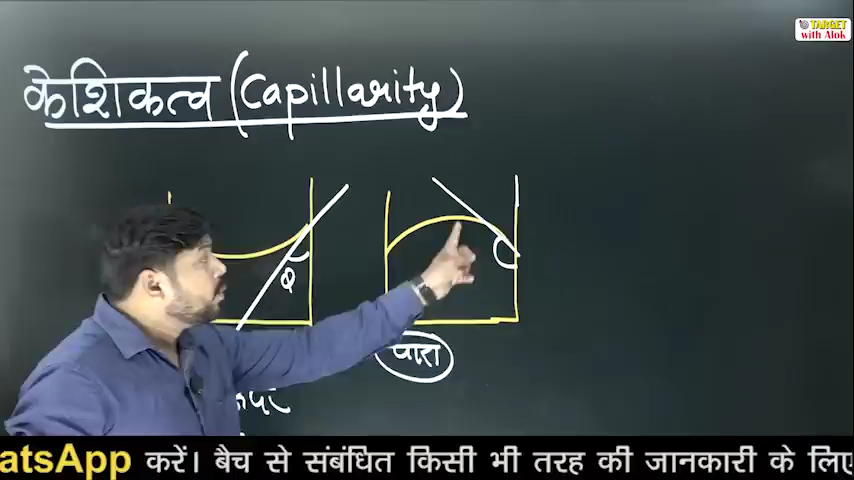 TARGET
with Alok
केशिकत्व (Capillarity)
θ
पारा
atsApp करें। बैच से संबंधित किसी भी तरह की जानकारी के लिए